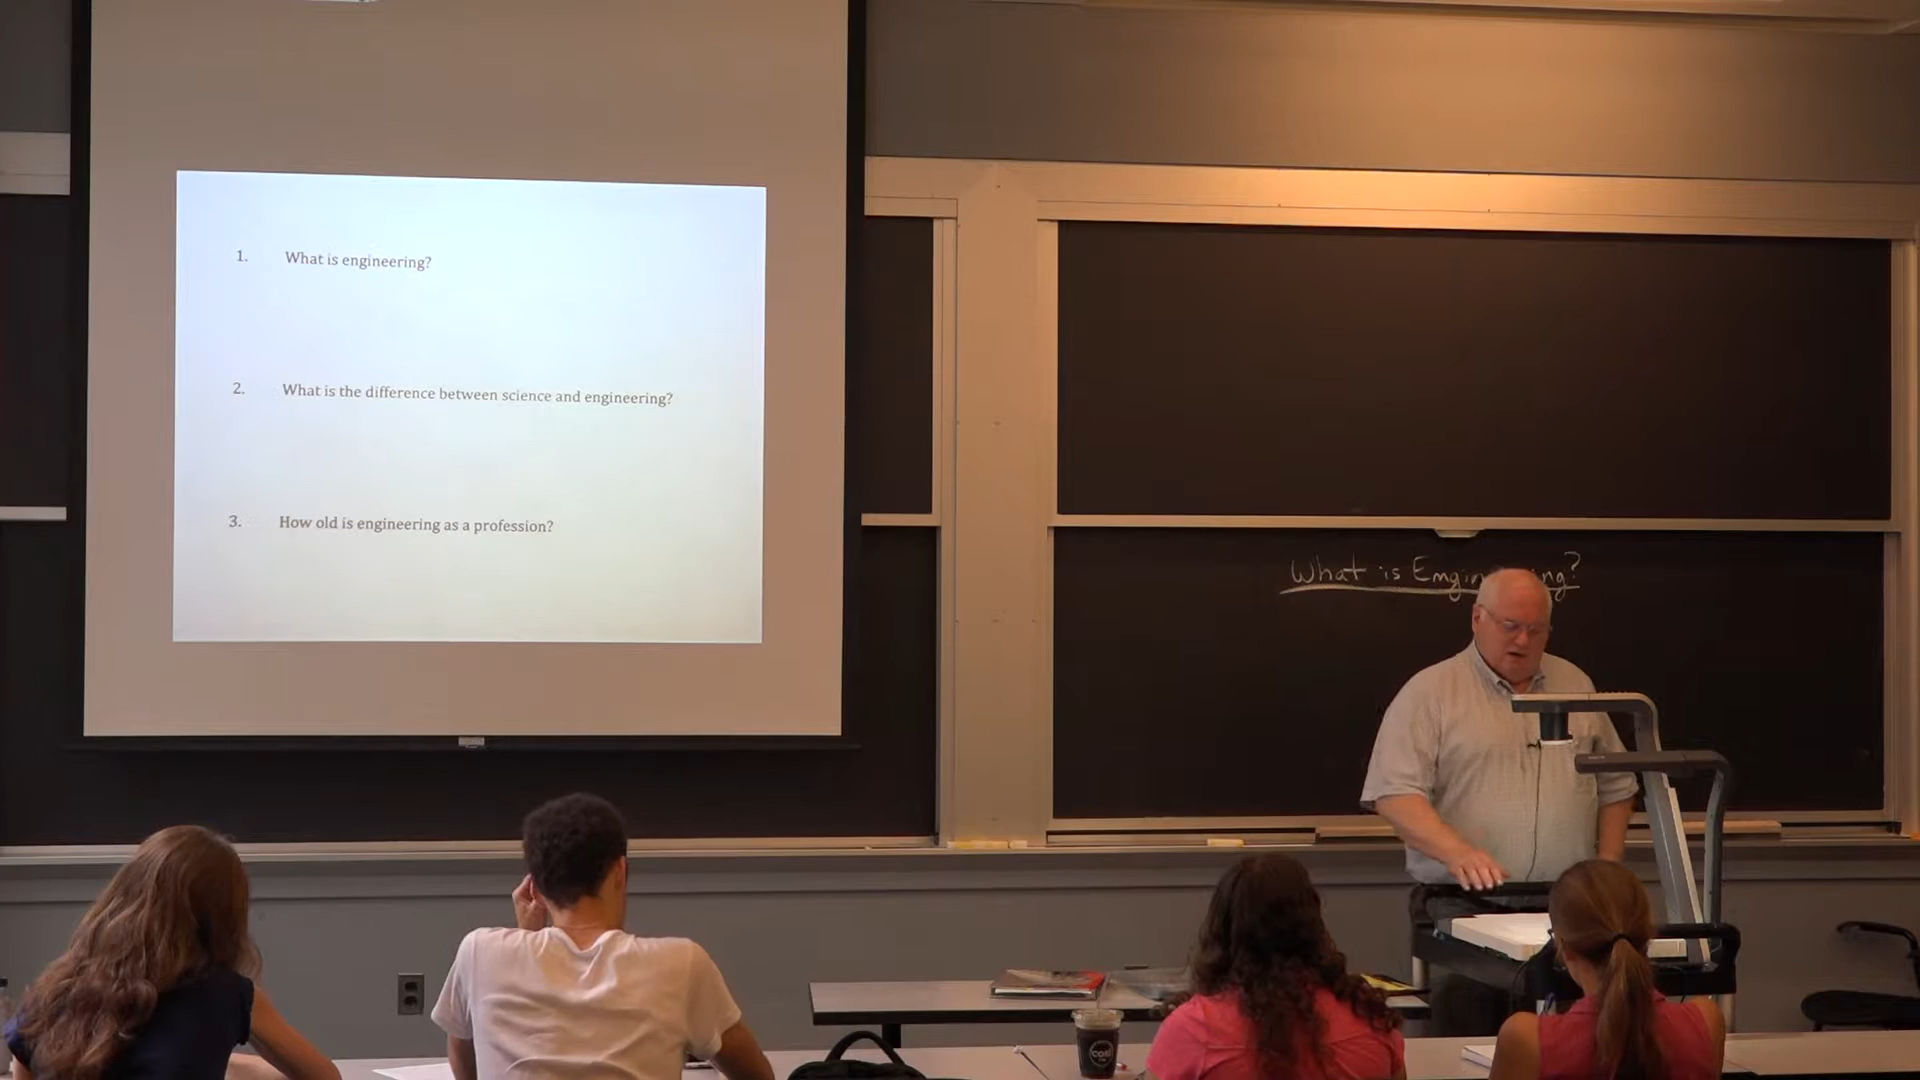 1. What is engineering?
2. What is the difference between science and engineering?
3. How old is engineering as a profession?
What is
cosi